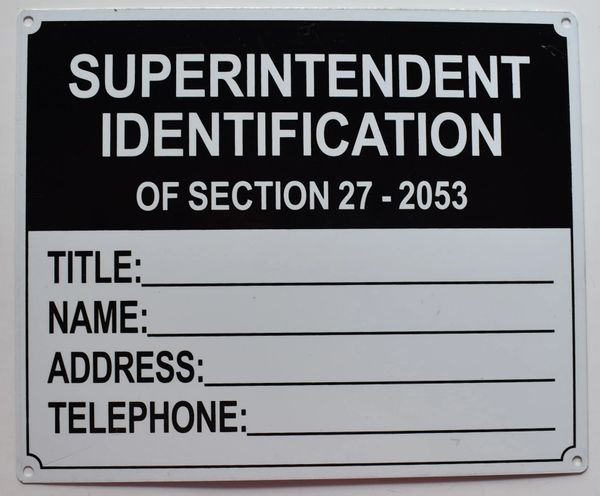 SUPERINTENDENT
IDENTIFICATION
OF SECTION 27 - 2053
TITLE:
NAME:
ADDRESS:
TELEPHONE: